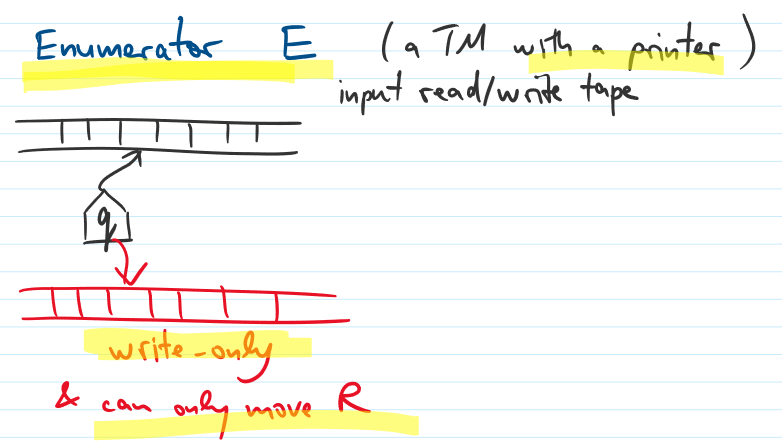 Enumerator E (a TM with a printer)
input read/write tape
q
write-only
& can only move R